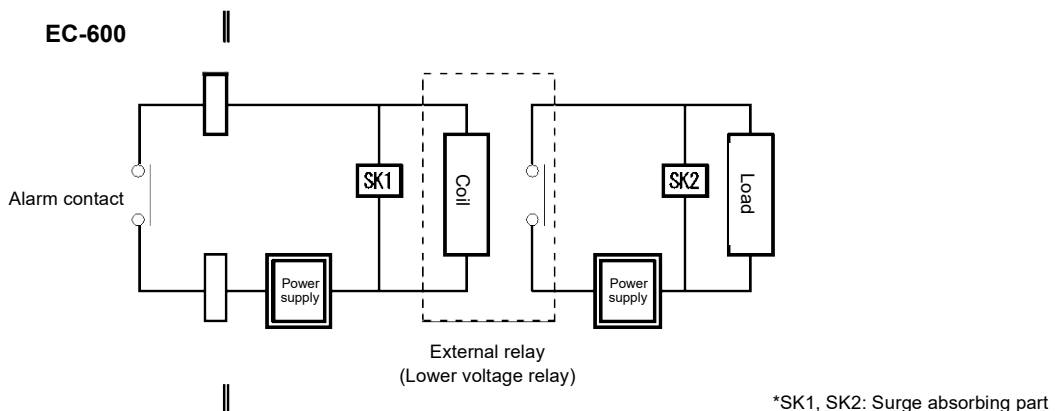 EC-600
Alarm contact
SK1
Coil
SK2
Load
Power
supply
Power
supply
External relay
(Lower voltage relay)
*SK1, SK2: Surge absorbing part